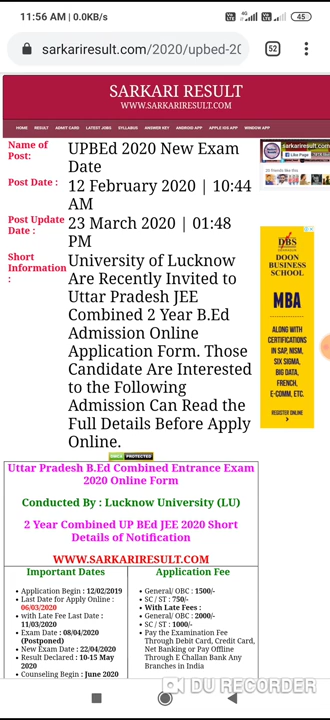 11:56 AM | 0.0KB/s
45
sarkariresult.com/2020/upbed-20
52
SARKARI RESULT
WWW.SARKARIRESULT.COM
HOME RESULT ADMIT CARD LATEST JOBS SYLLABUS ANSWER KEY ANDROID APP APPLE IOS APP WINDOW APP
Name of Post: UPBEd 2020 New Exam Date
Post Date : 12 February 2020 | 10:44 AM
Post Update Date : 23 March 2020 | 01:48 PM
Short Information : University of Lucknow
Are Recently Invited to
Uttar Pradesh JEE
Combined 2 Year B.Ed
Admission Online
Application Form. Those
Candidate Are Interested
to the Following
Admission Can Read the
Full Details Before Apply
Online.
sarkariresult.com
Like Page
DBS
DOON
BUSINESS
SCHOOL
MBA
ALONG WITH
CERTIFICATIONS
IN SAP, NISM,
SIX SIGMA,
BIG DATA,
FRENCH,
E-COMM, ETC.
REGISTER ONLINE
DMCA PROTECTED
Uttar Pradesh B.Ed Combined Entrance Exam
2020 Online Form
Conducted By : Lucknow University (LU)
2 Year Combined UP BEd JEE 2020 Short
Details of Notification
WWW.SARKARIRESULT.COM
Important Dates
• Application Begin : 12/02/2019
• Last Date for Apply Online :
06/03/2020
• with Late Fee Last Date :
11/03/2020
• Exam Date : 08/04/2020
(Postponed)
• New Exam Date : 22/04/2020
• Result Declared : 10-15 May
2020
• Counseling Begin : June 2020
Application Fee
• General/ OBC : 1500/-
• SC / ST : 750/-
• With Late Fees :
• General/ OBC : 2000/-
• SC / ST : 1000/-
• Pay the Examination Fee
Through Debit Card, Credit Card,
Net Banking or Pay Offline
Through E Challan Any Bank
Branches in India
DU RECORDER